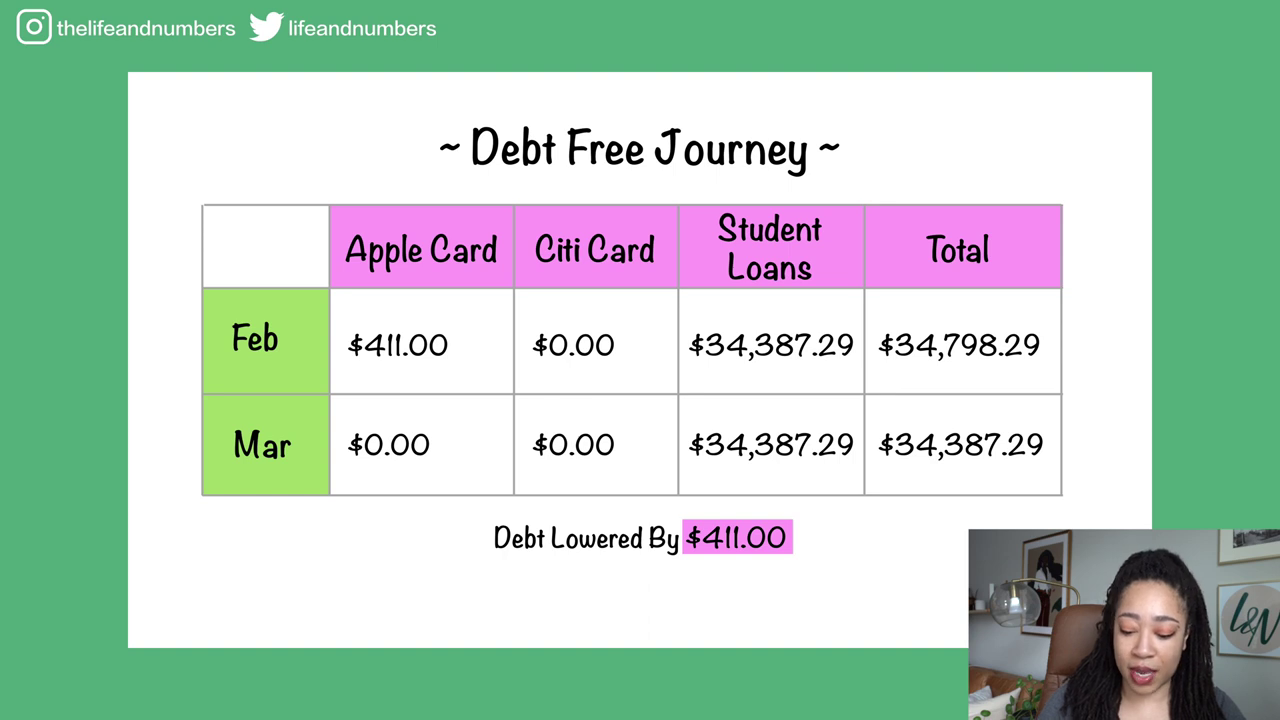 thelifeandnumbers lifeandnumbers
~ Debt Free Journey ~
Apple Card Citi Card Student Loans Total
Feb $411.00 $0.00 $34,387.29 $34,798.29
Mar $0.00 $0.00 $34,387.29 $34,387.29
Debt Lowered By $411.00
L&N